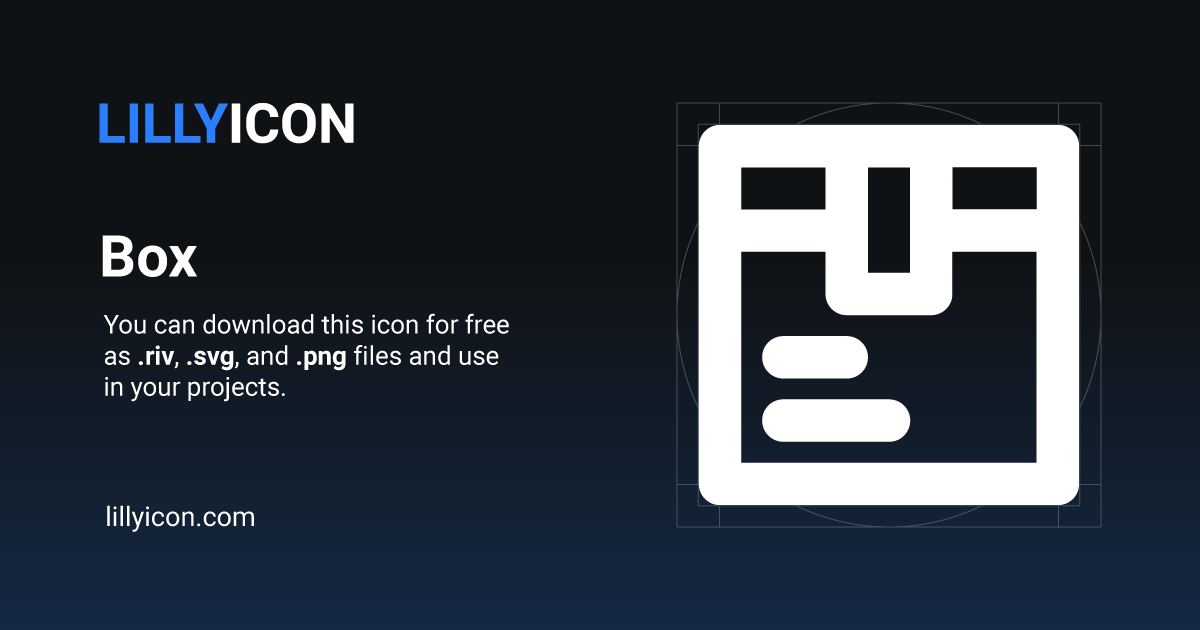 LILLYICON
Box
You can download this icon for free
as .riv, .svg, and .png files and use
in your projects.
lillyicon.com